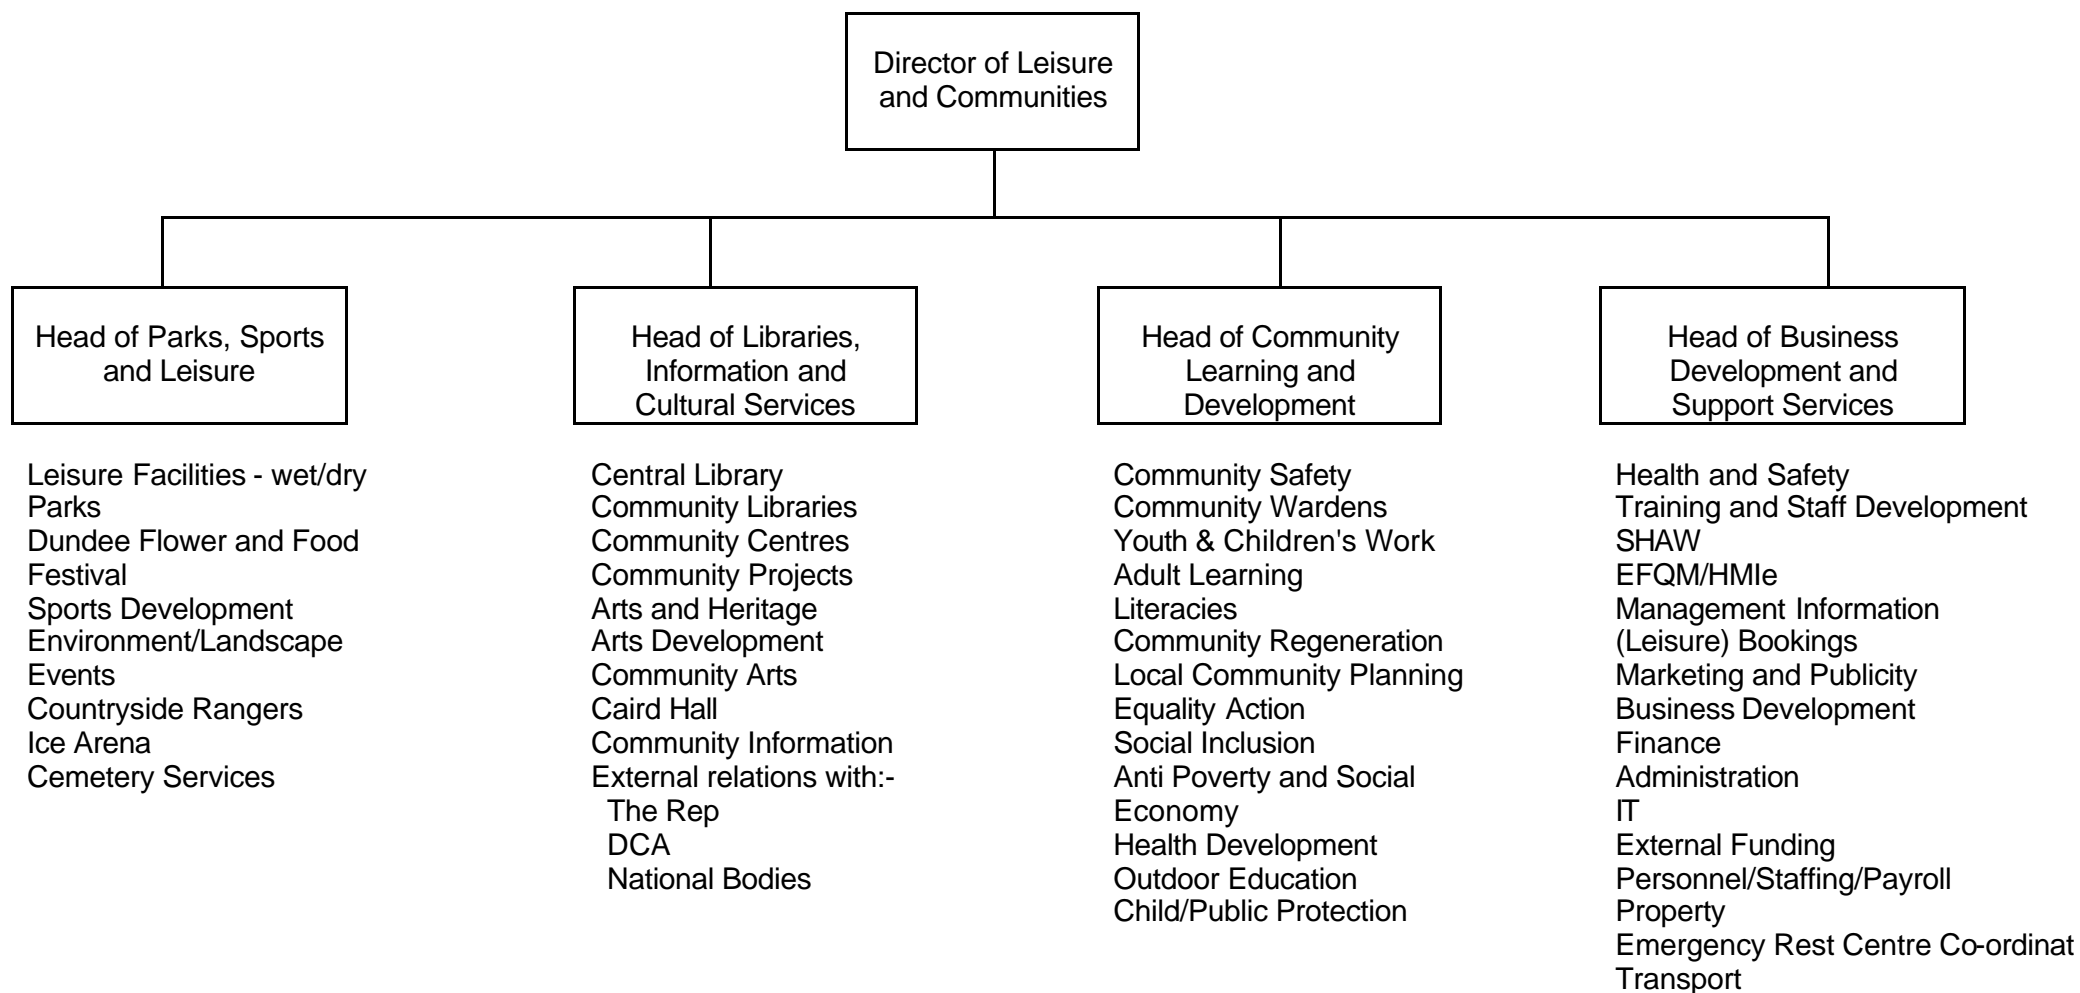 Director of Leisure
and Communities
Head of Parks, Sports
and Leisure
Leisure Facilities - wet/dry
Parks
Dundee Flower and Food
Festival
Sports Development
Environment/Landscape
Events
Countryside Rangers
Ice Arena
Cemetery Services
Head of Libraries,
Information and
Cultural Services
Central Library
Community Libraries
Community Centres
Community Projects
Arts and Heritage
Arts Development
Community Arts
Caird Hall
Community Information
External relations with:-
The Rep
DCA
National Bodies
Head of Community
Learning and
Development
Community Safety
Community Wardens
Youth & Children's Work
Adult Learning
Literacies
Community Regeneration
Local Community Planning
Equality Action
Social Inclusion
Anti Poverty and Social
Economy
Health Development
Outdoor Education
Child/Public Protection
Head of Business
Development and
Support Services
Health and Safety
Training and Staff Development
SHAW
EFQM/HMIe
Management Information
(Leisure) Bookings
Marketing and Publicity
Business Development
Finance
Administration
IT
External Funding
Personnel/Staffing/Payroll
Property
Emergency Rest Centre Co-ordinat
Transport